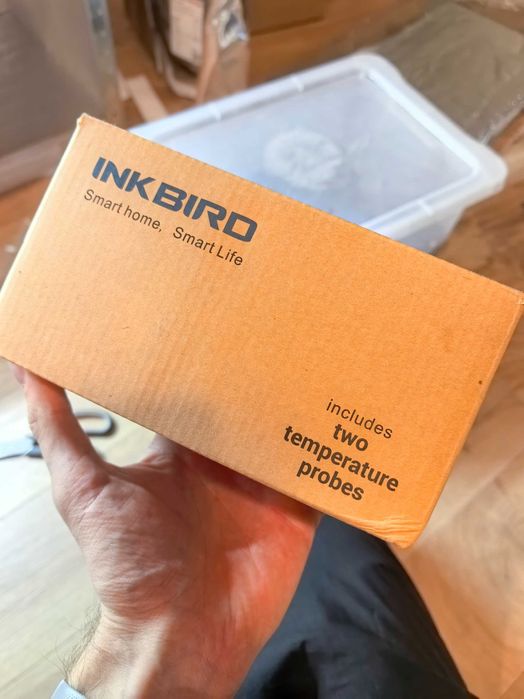 INKBIRD
Smart home, Smart Life
includes
two
temperature
probes